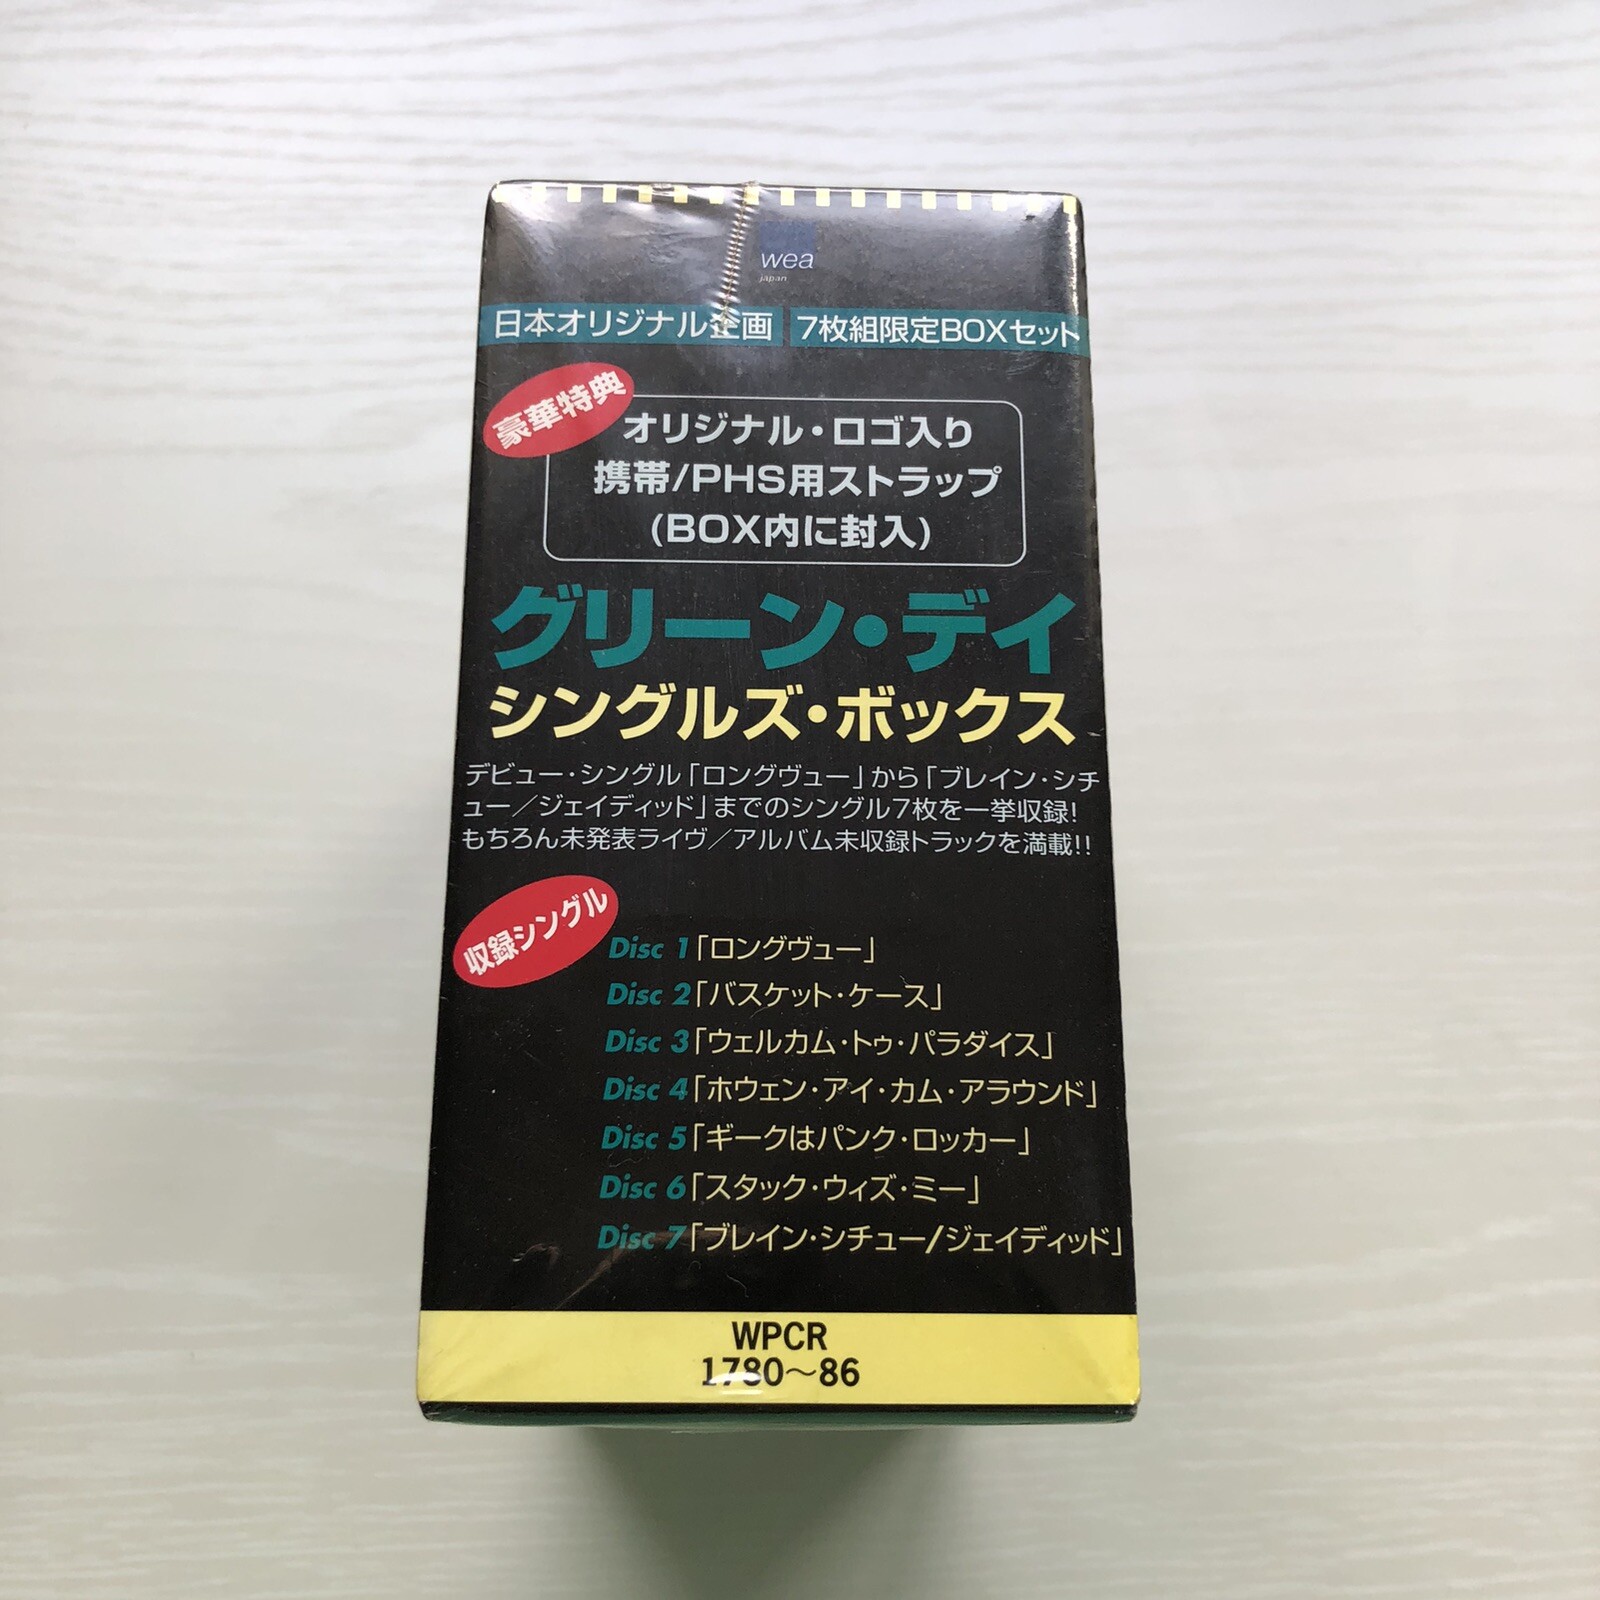 wea
japan
日本オリジナル企画 7枚組限定BOXセット
豪華特典
オリジナル・ロゴ入り
携帯/PHS用ストラップ
(BOX内に封入)
グリーン・デイ
シングルズ・ボックス
デビュー・シングル「ロングヴュー」から「ブレイン・シチ
ュー／ジェイディッド」までのシングル7枚を一挙収録!
もちろん未発表ライヴ／アルバム未収録トラックを満載!!
収録シングル
Disc 1「ロングヴュー」
Disc 2「バスケット・ケース」
Disc 3「ウェルカム・トゥ・パラダイス」
Disc 4「ホウェン・アイ・カム・アラウンド」
Disc 5「ギークはパンク・ロッカー」
Disc 6「スタック・ウィズ・ミー」
Disc 7「ブレイン・シチュー/ジェイディッド」
WPCR
1780～86